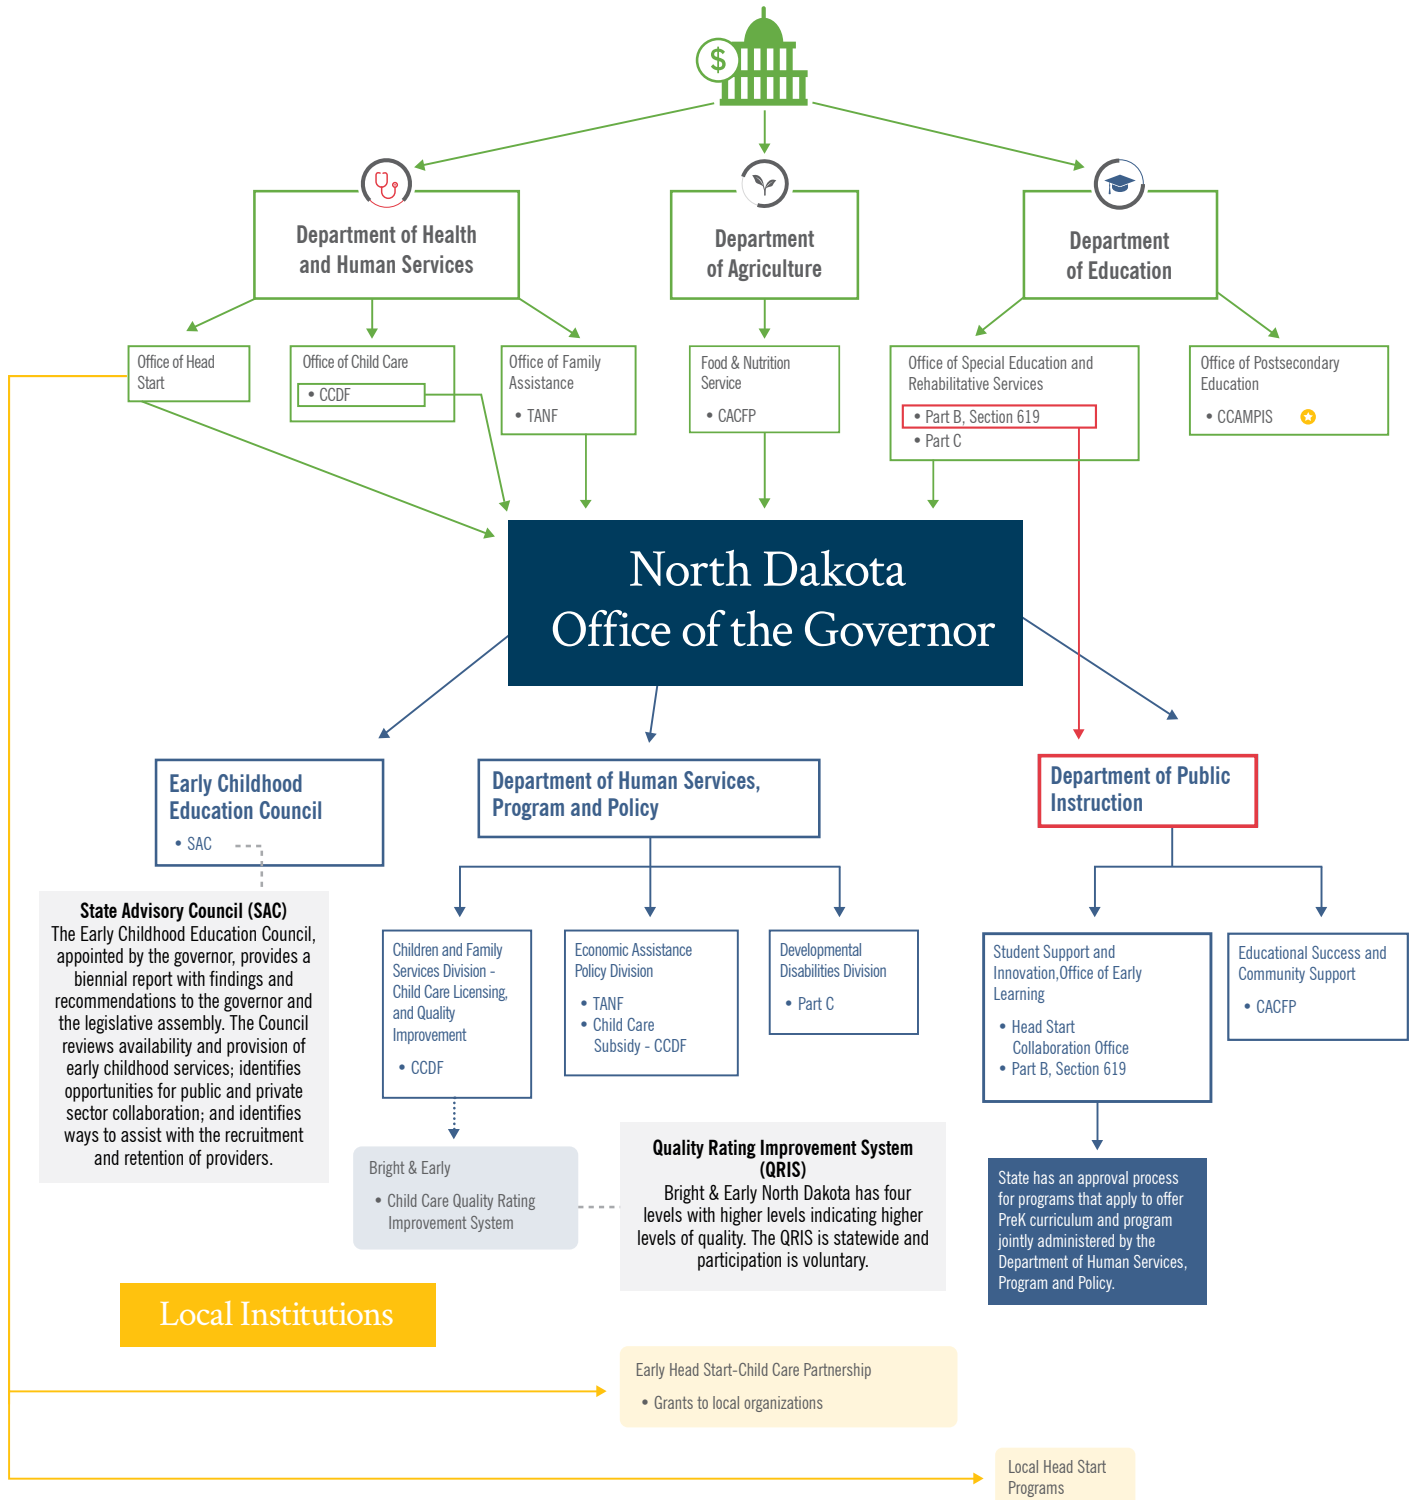 $
Department of Health
and Human Services
Department
of Agriculture
Department
of Education
Office of Head
Start
Office of Child Care
• CCDF
Office of Family
Assistance
• TANF
Food & Nutrition
Service
• CACFP
Office of Special Education and
Rehabilitative Services
• Part B, Section 619
• Part C
Office of Postsecondary
Education
• CCAMPIS
North Dakota
Office of the Governor
Early Childhood
Education Council
• SAC
Department of Human Services,
Program and Policy
Department of Public
Instruction
State Advisory Council (SAC)
The Early Childhood Education Council,
appointed by the governor, provides a
biennial report with findings and
recommendations to the governor and
the legislative assembly. The Council
reviews availability and provision of
early childhood services; identifies
opportunities for public and private
sector collaboration; and identifies
ways to assist with the recruitment
and retention of providers.
Children and Family
Services Division -
Child Care Licensing,
and Quality
Improvement
• CCDF
Economic Assistance
Policy Division
• TANF
• Child Care
Subsidy - CCDF
Developmental
Disabilities Division
• Part C
Student Support and
Innovation,Office of Early
Learning
• Head Start
Collaboration Office
• Part B, Section 619
Educational Success and
Community Support
• CACFP
Bright & Early
• Child Care Quality Rating
Improvement System
Quality Rating Improvement System
(QRIS)
Bright & Early North Dakota has four
levels with higher levels indicating higher
levels of quality. The QRIS is statewide and
participation is voluntary.
State has an approval process
for programs that apply to offer
PreK curriculum and program
jointly administered by the
Department of Human Services,
Program and Policy.
Local Institutions
Early Head Start-Child Care Partnership
• Grants to local organizations
Local Head Start
Programs